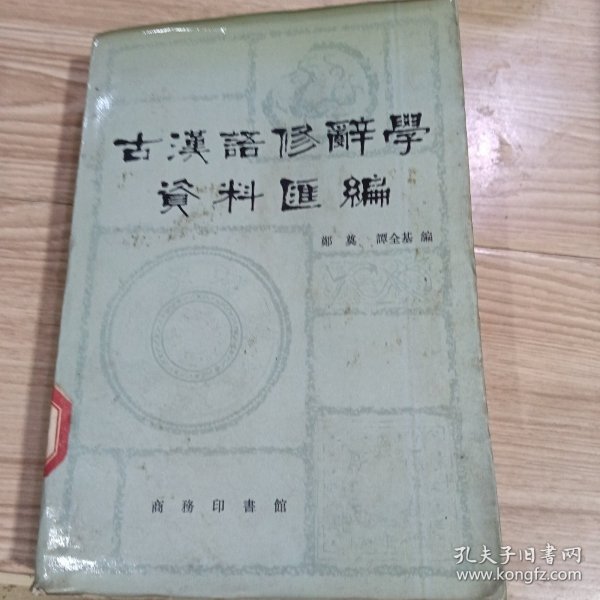 古漢語修辭學
資料匯編
鄭奠 譚全基 編
商務印書館
孔夫子旧书网
www.kongfz.com